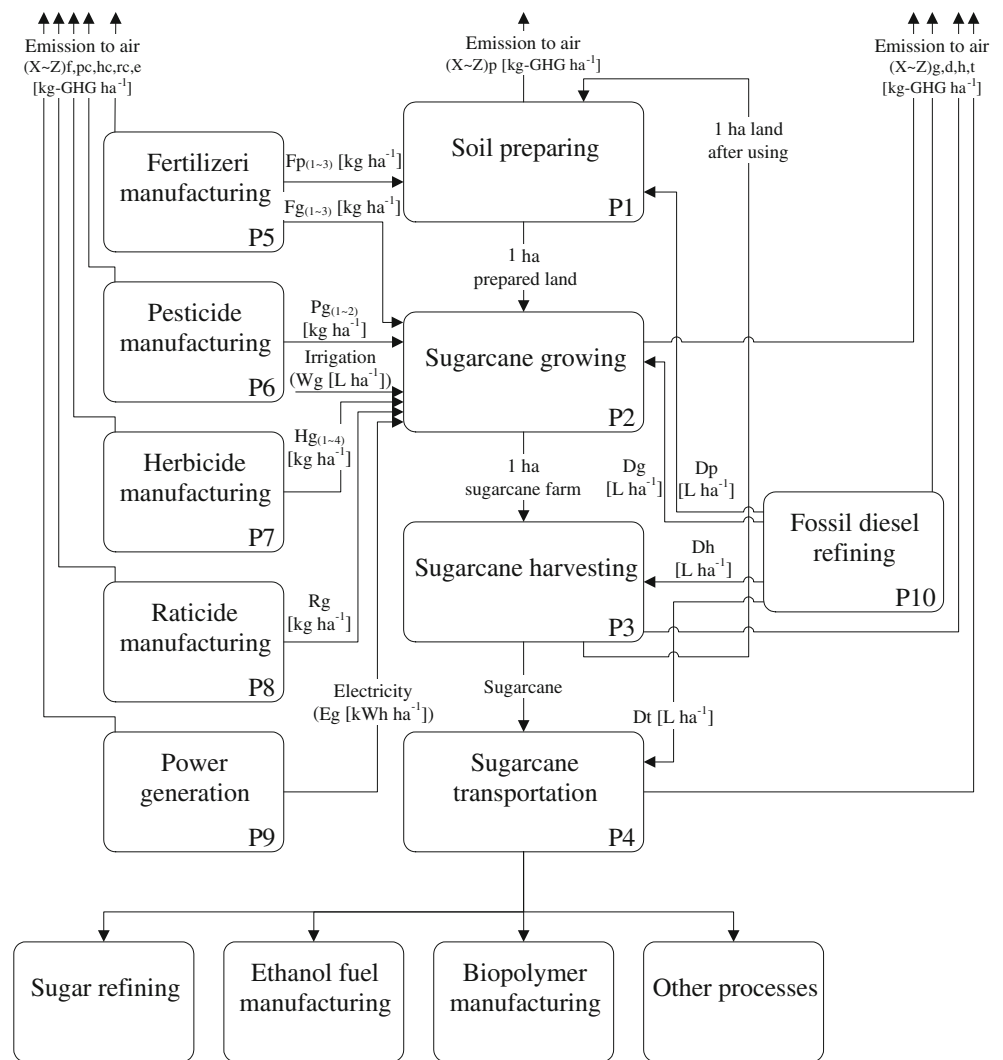 Emission to air
(X~Z)f,pc,hc,rc,e
[kg-GHG ha-1]
Emission to air
(X~Z)p [kg-GHG ha-1]
Emission to air
(X~Z)g,d,h,t
[kg-GHG ha-1]
1 ha land
after using
Fertilizeri
manufacturing
P5
Fp(1~3) [kg ha-1]
Fg(1~3) [kg ha-1]
Soil preparing
P1
1 ha
prepared land
Pesticide
manufacturing
P6
Pg(1~2)
[kg ha-1]
Irrigation
(Wg [L ha-1])
Sugarcane growing
P2
Herbicide
manufacturing
P7
Hg(1~4)
[kg ha-1]
1 ha
sugarcane farm
Dg
[L ha-1]
Dp
[L ha-1]
Fossil diesel
refining
P10
Sugarcane harvesting
P3
Dh
[L ha-1]
Raticide
manufacturing
P8
Rg
[kg ha-1]
Electricity
(Eg [kWh ha-1])
Sugarcane
Dt [L ha-1]
Power
generation
P9
Sugarcane
transportation
P4
Sugar refining
Ethanol fuel
manufacturing
Biopolymer
manufacturing
Other processes